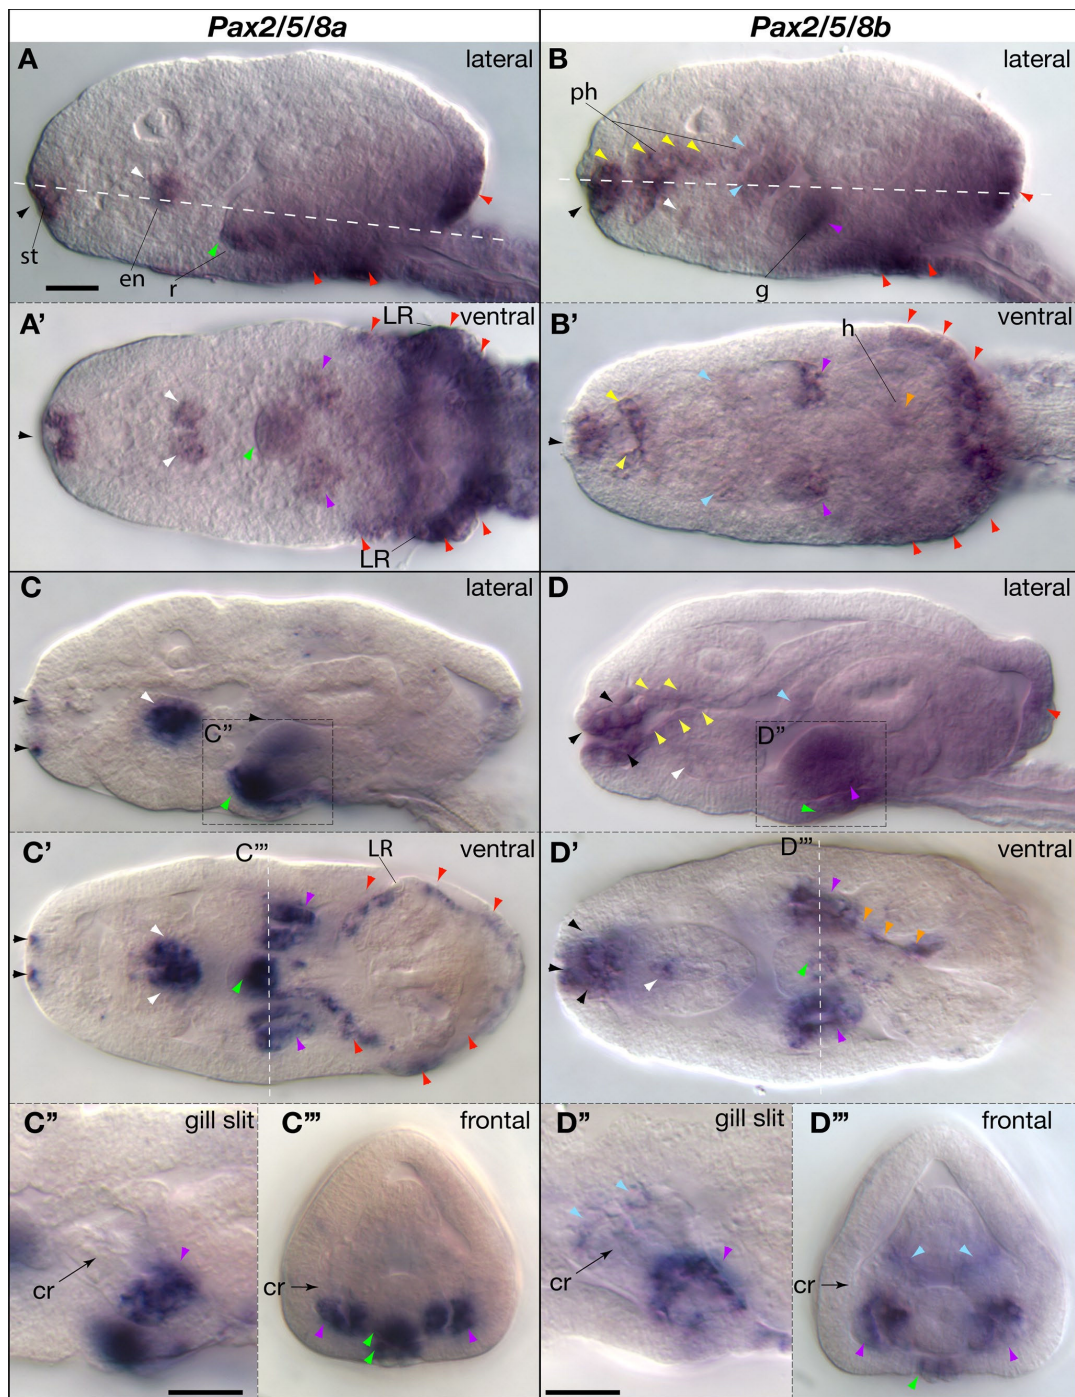 Pax2/5/8a
Pax2/5/8b
A
lateral
st
en
r
B
lateral
ph
g
A’
LR
ventral
LR
B’
ventral
h
C
lateral
C”
D
lateral
D”
C’
C”’
LR
ventral
D’
D”’
ventral
C”
gill slit
cr
C”’
frontal
cr
D”
gill slit
cr
D”’
frontal
cr